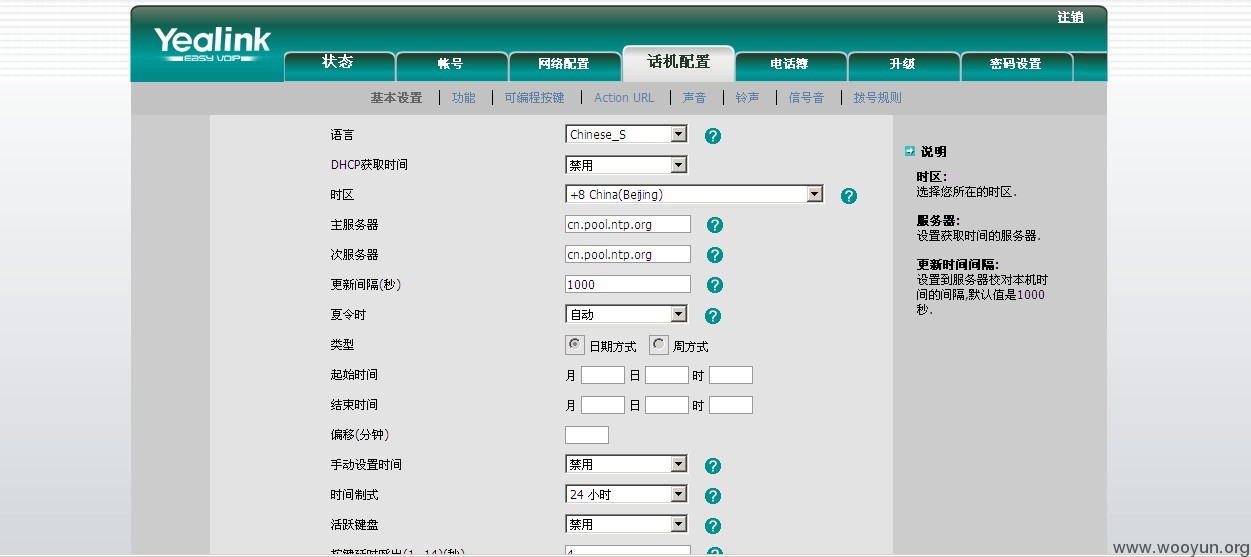 注销
Yealink
EASY VOIP
状态 帐号 网络配置 话机配置 电话簿 升级 密码设置
基本设置 功能 可编程按键 Action URL 声音 铃声 信号音 拨号规则
语言 Chinese_S ?
DHCP获取时间 禁用
时区 +8 China(Beijing) ?
主服务器 cn.pool.ntp.org ?
次服务器 cn.pool.ntp.org ?
更新间隔(秒) 1000 ?
夏令时 自动 ?
类型 日期方式 周方式
起始时间 月 日 时
结束时间 月 日 时
偏移(分钟)
手动设置时间 禁用 ?
时间制式 24 小时 ?
活跃键盘 禁用 ?
按键延时呼出(1--14)(秒) 4 ?
说明
时区:
选择您所在的时区.
服务器:
设置获取时间的服务器.
更新时间间隔:
设置到服务器校对本机时
间的间隔,默认值是1000
秒.
www.wooyun.org